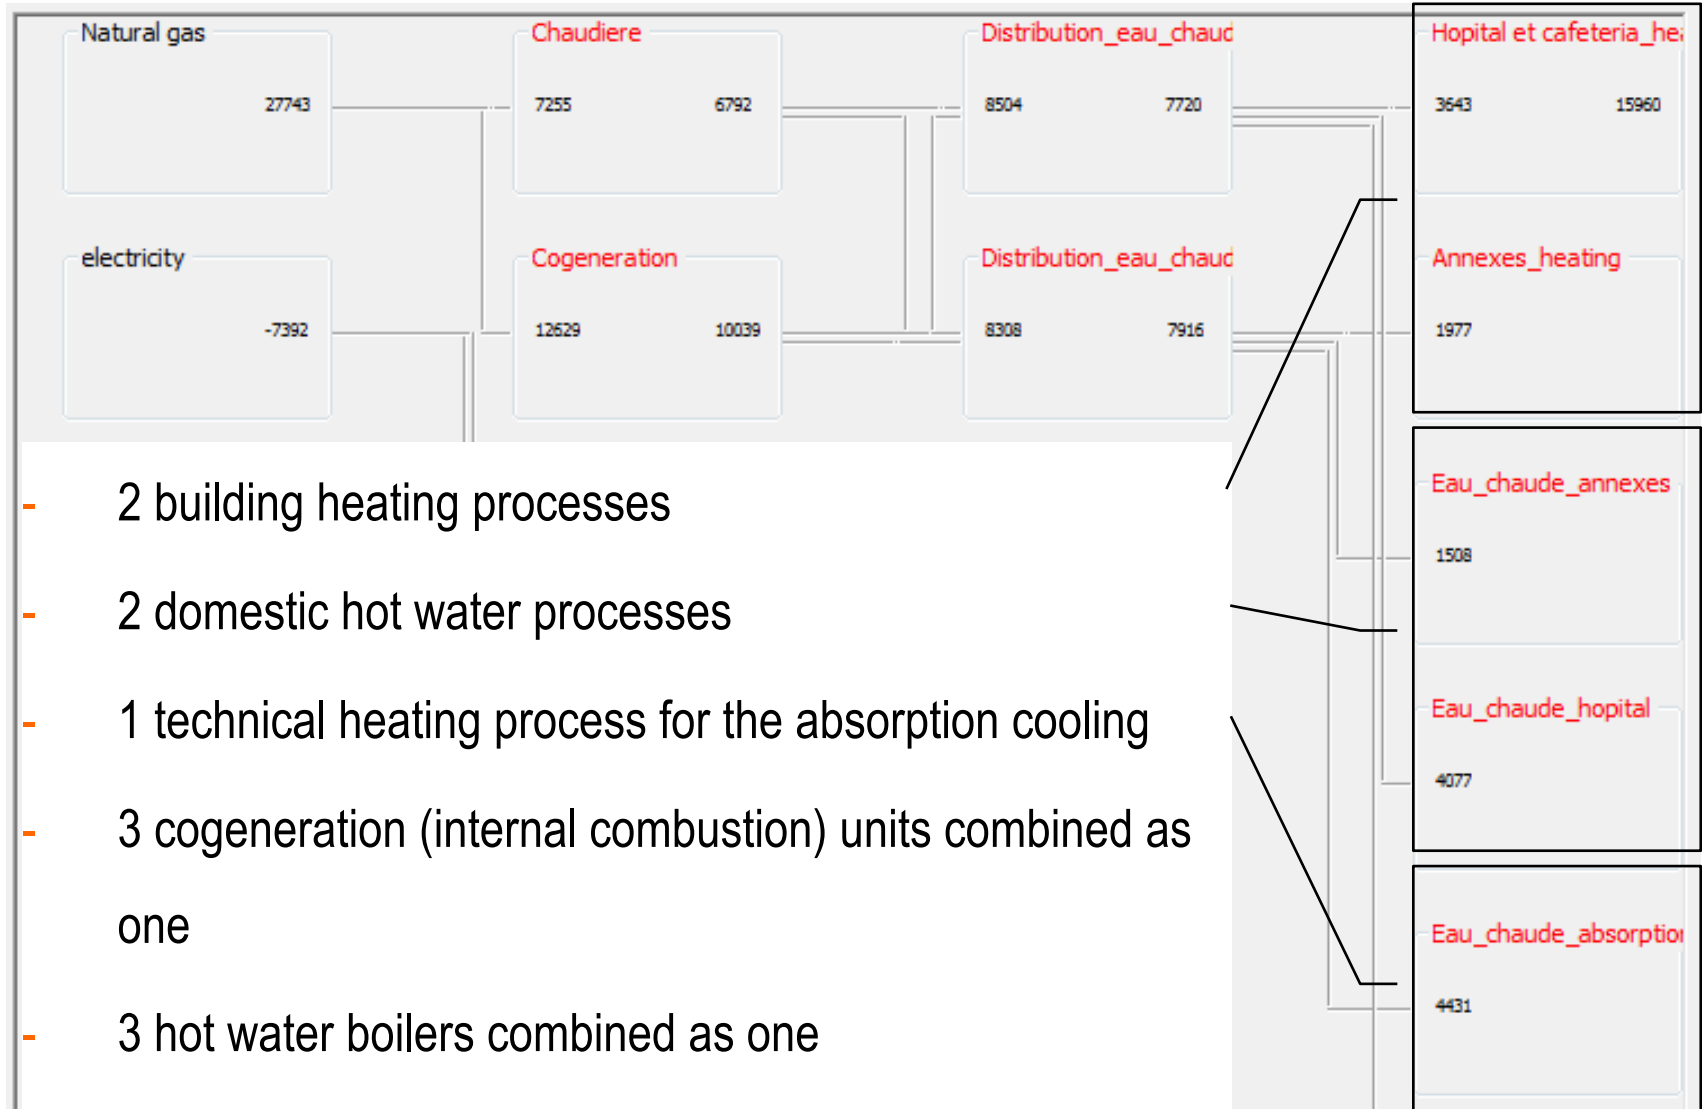 Natural gas
27743
Chaudiere
7255 6792
Distribution_eau_chaud
8504 7720
Hopital et cafeteria_hea
3643 15960
electricity
-7392
Cogeneration
12629 10039
Distribution_eau_chaud
8308 7916
Annexes_heating
1977
- 2 building heating processes
- 2 domestic hot water processes
- 1 technical heating process for the absorption cooling
- 3 cogeneration (internal combustion) units combined as
one
- 3 hot water boilers combined as one
Eau_chaude_annexes
1508
Eau_chaude_hopital
4077
Eau_chaude_absorption
4431